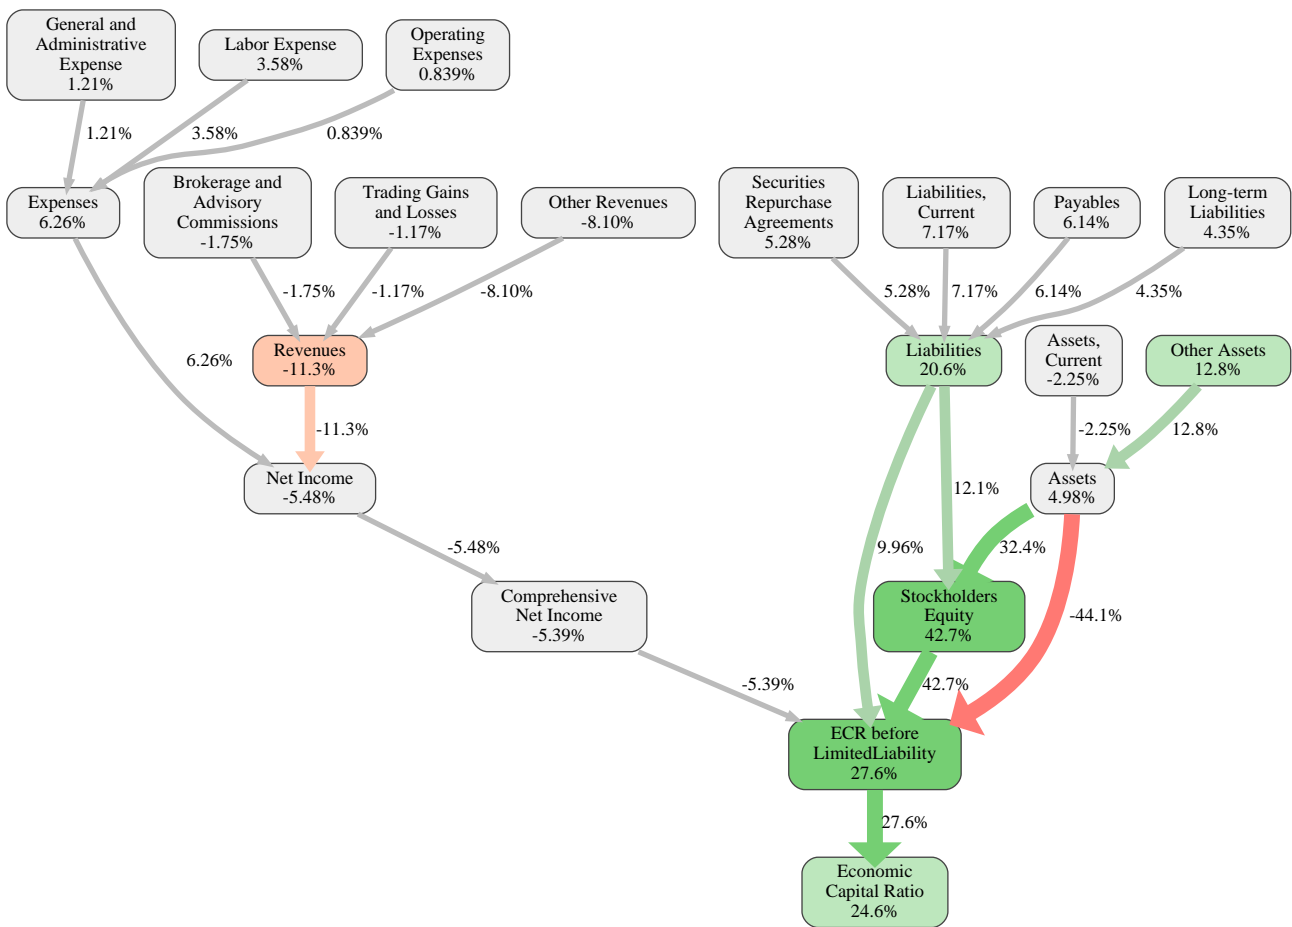 General and
Administrative
Expense
1.21%
Labor Expense
3.58%
Operating
Expenses
0.839%
1.21%
3.58%
0.839%
Expenses
6.26%
Brokerage and
Advisory
Commissions
-1.75%
Trading Gains
and Losses
-1.17%
Other Revenues
-8.10%
Securities
Repurchase
Agreements
5.28%
Liabilities,
Current
7.17%
Payables
6.14%
Long-term
Liabilities
4.35%
-1.75%
-1.17%
-8.10%
5.28%
7.17%
6.14%
4.35%
6.26%
Revenues
-11.3%
Liabilities
20.6%
Assets,
Current
-2.25%
Other Assets
12.8%
-11.3%
-2.25%
12.8%
Net Income
-5.48%
Assets
4.98%
12.1%
-5.48%
9.96%
32.4%
Comprehensive
Net Income
-5.39%
Stockholders
Equity
42.7%
-44.1%
-5.39%
42.7%
ECR before
LimitedLiability
27.6%
27.6%
Economic
Capital Ratio
24.6%